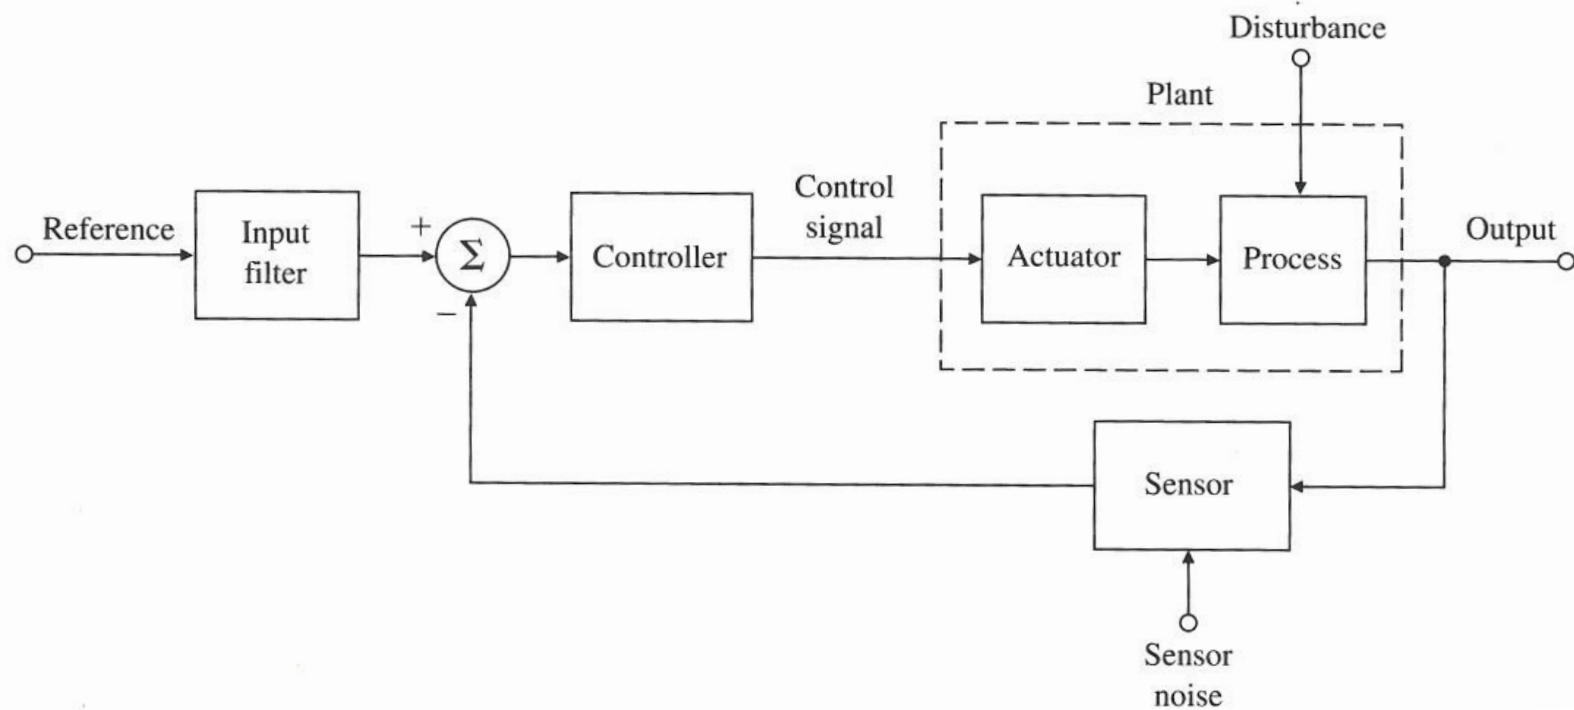 Disturbance
Plant
Reference
Input
filter
+
Σ
−
Controller
Control
signal
Actuator
Process
Output
Sensor
Sensor
noise